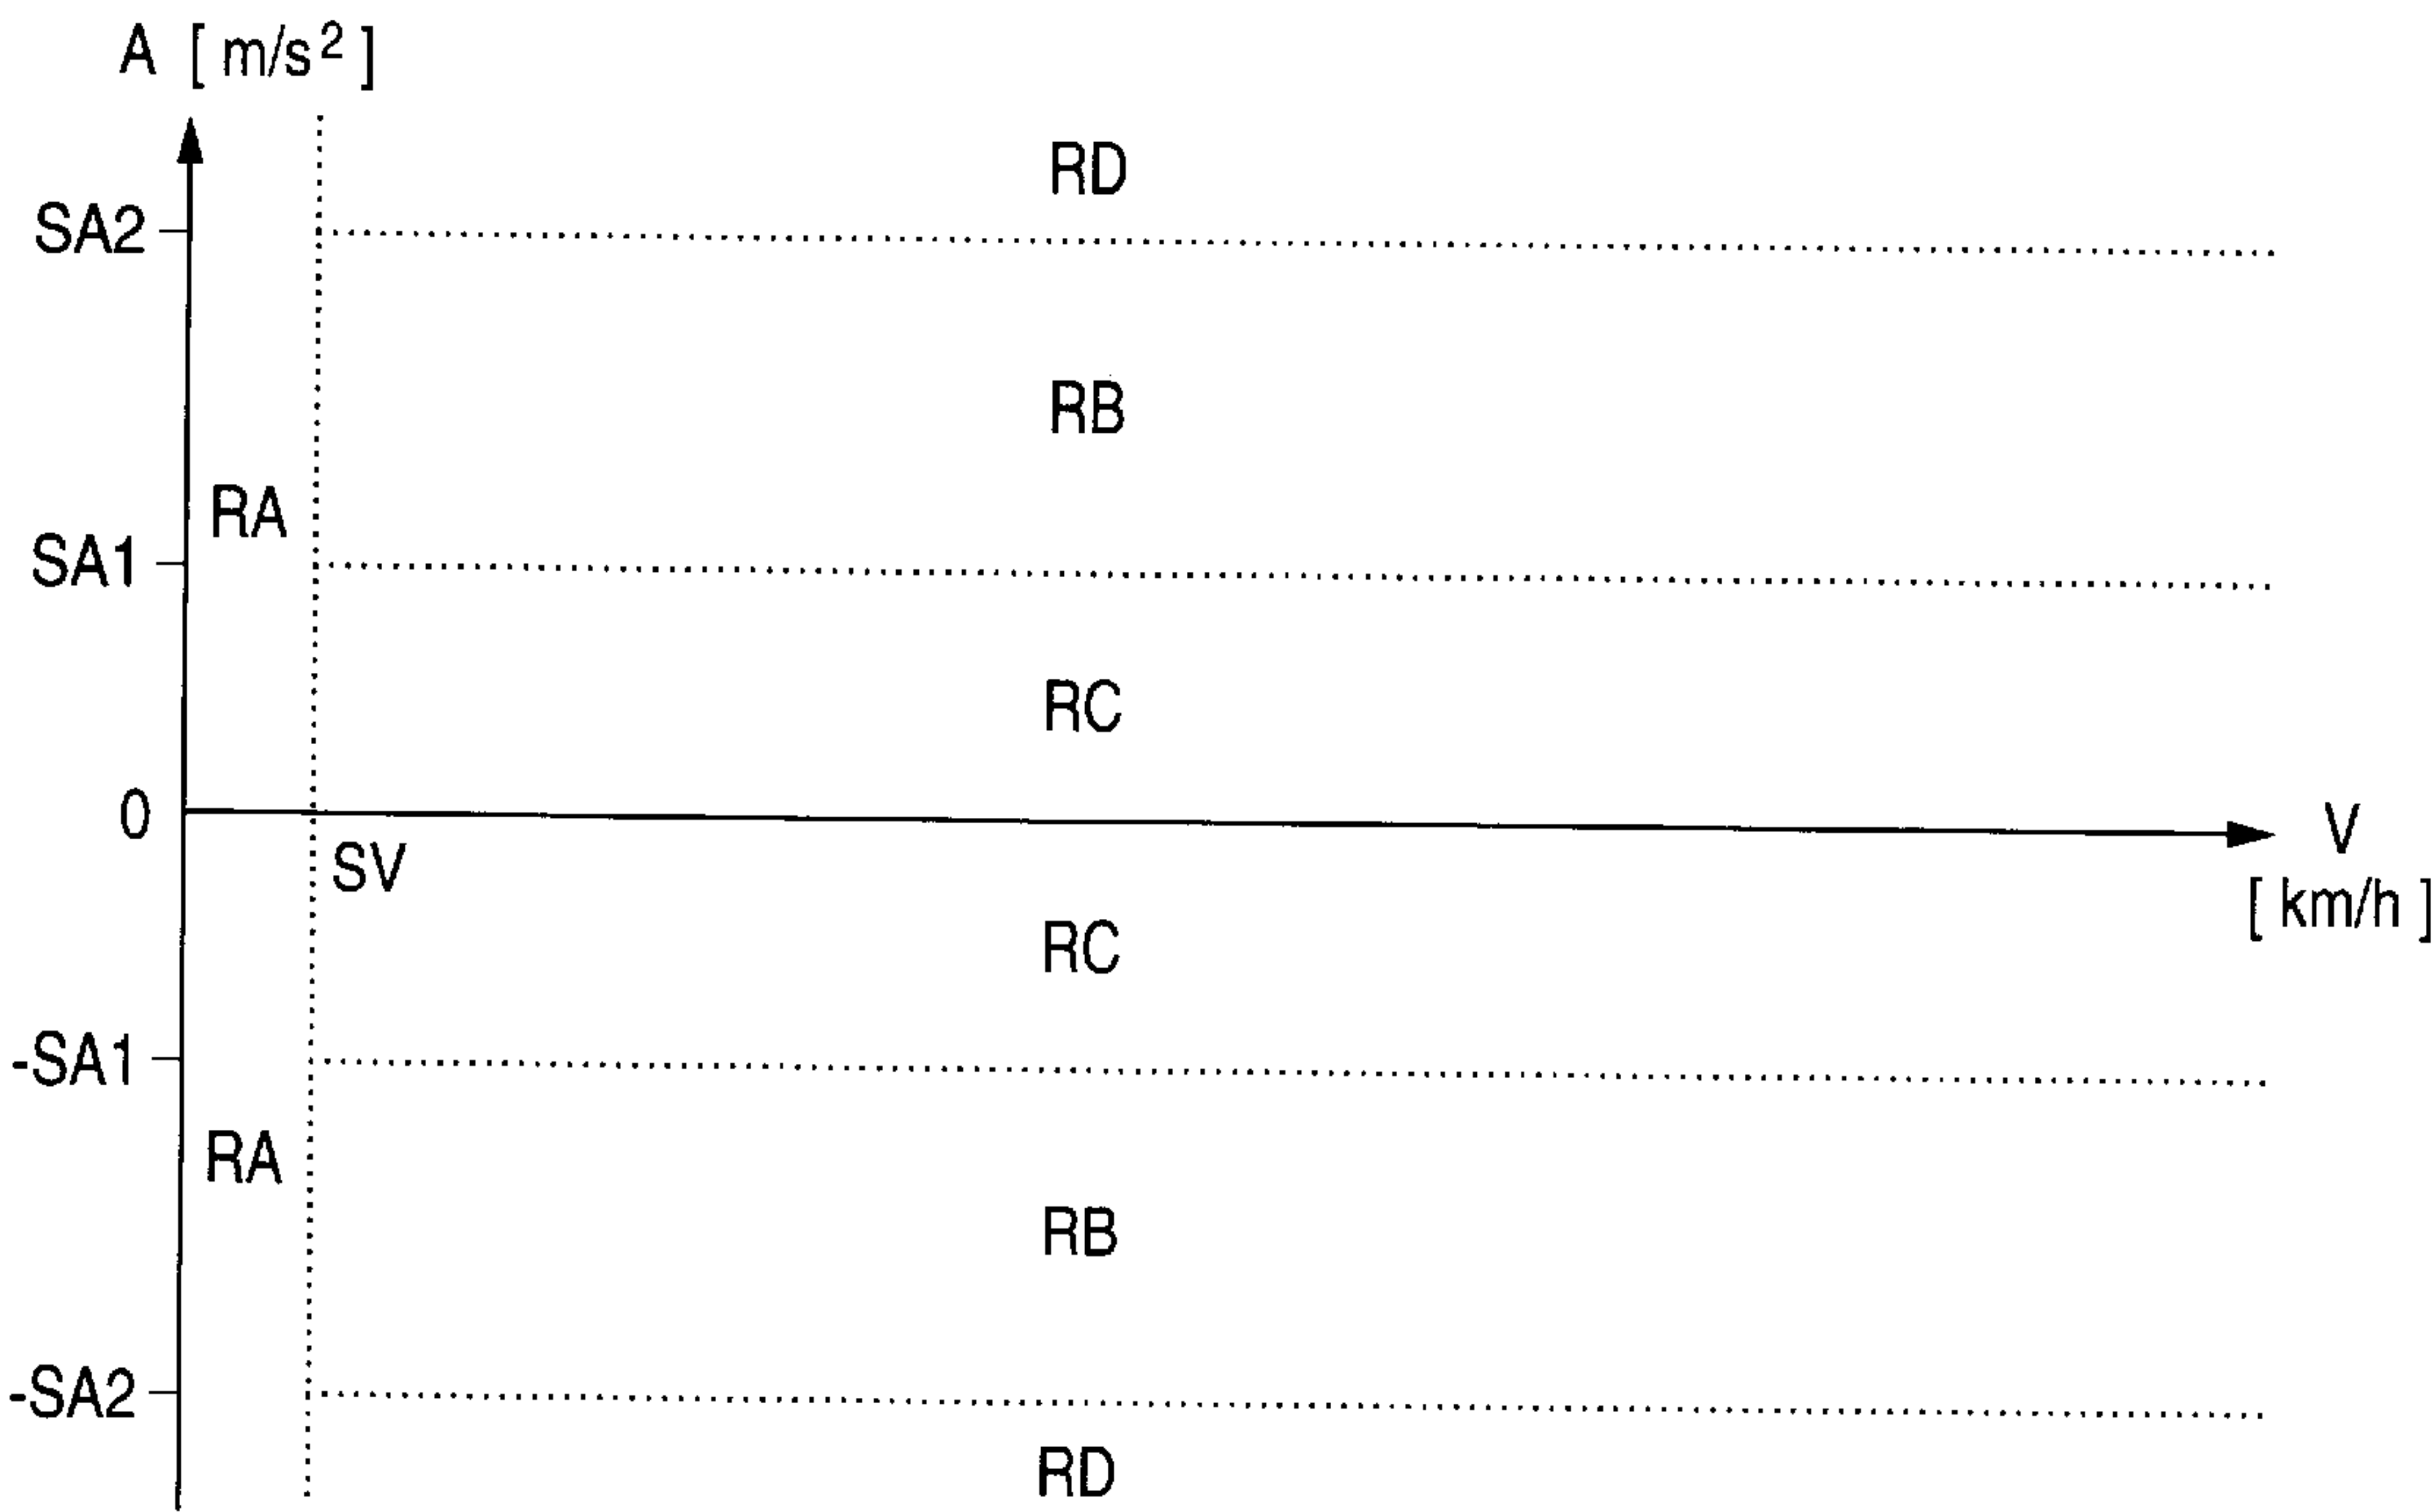 A [ m/s² ]
RD
SA2
RB
RA
SA1
RC
0
V
SV
[ km/h ]
RC
-SA1
RA
RB
-SA2
RD